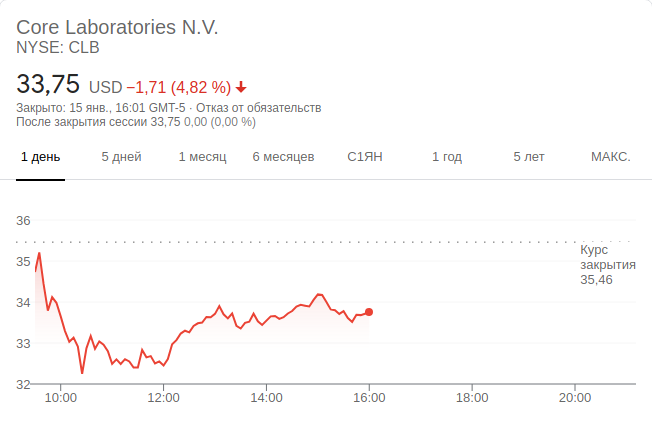 Core Laboratories N.V.
NYSE: CLB
33,75 USD −1,71 (4,82 %)
Закрыто: 15 янв., 16:01 GMT-5 · Отказ от обязательств
После закрытия сессии 33,75 0,00 (0,00 %)
1 день 5 дней 1 месяц 6 месяцев С1ЯН 1 год 5 лет МАКС.
36
Курс
закрытия
35,46
35
34
33
32
10:00 12:00 14:00 16:00 18:00 20:00